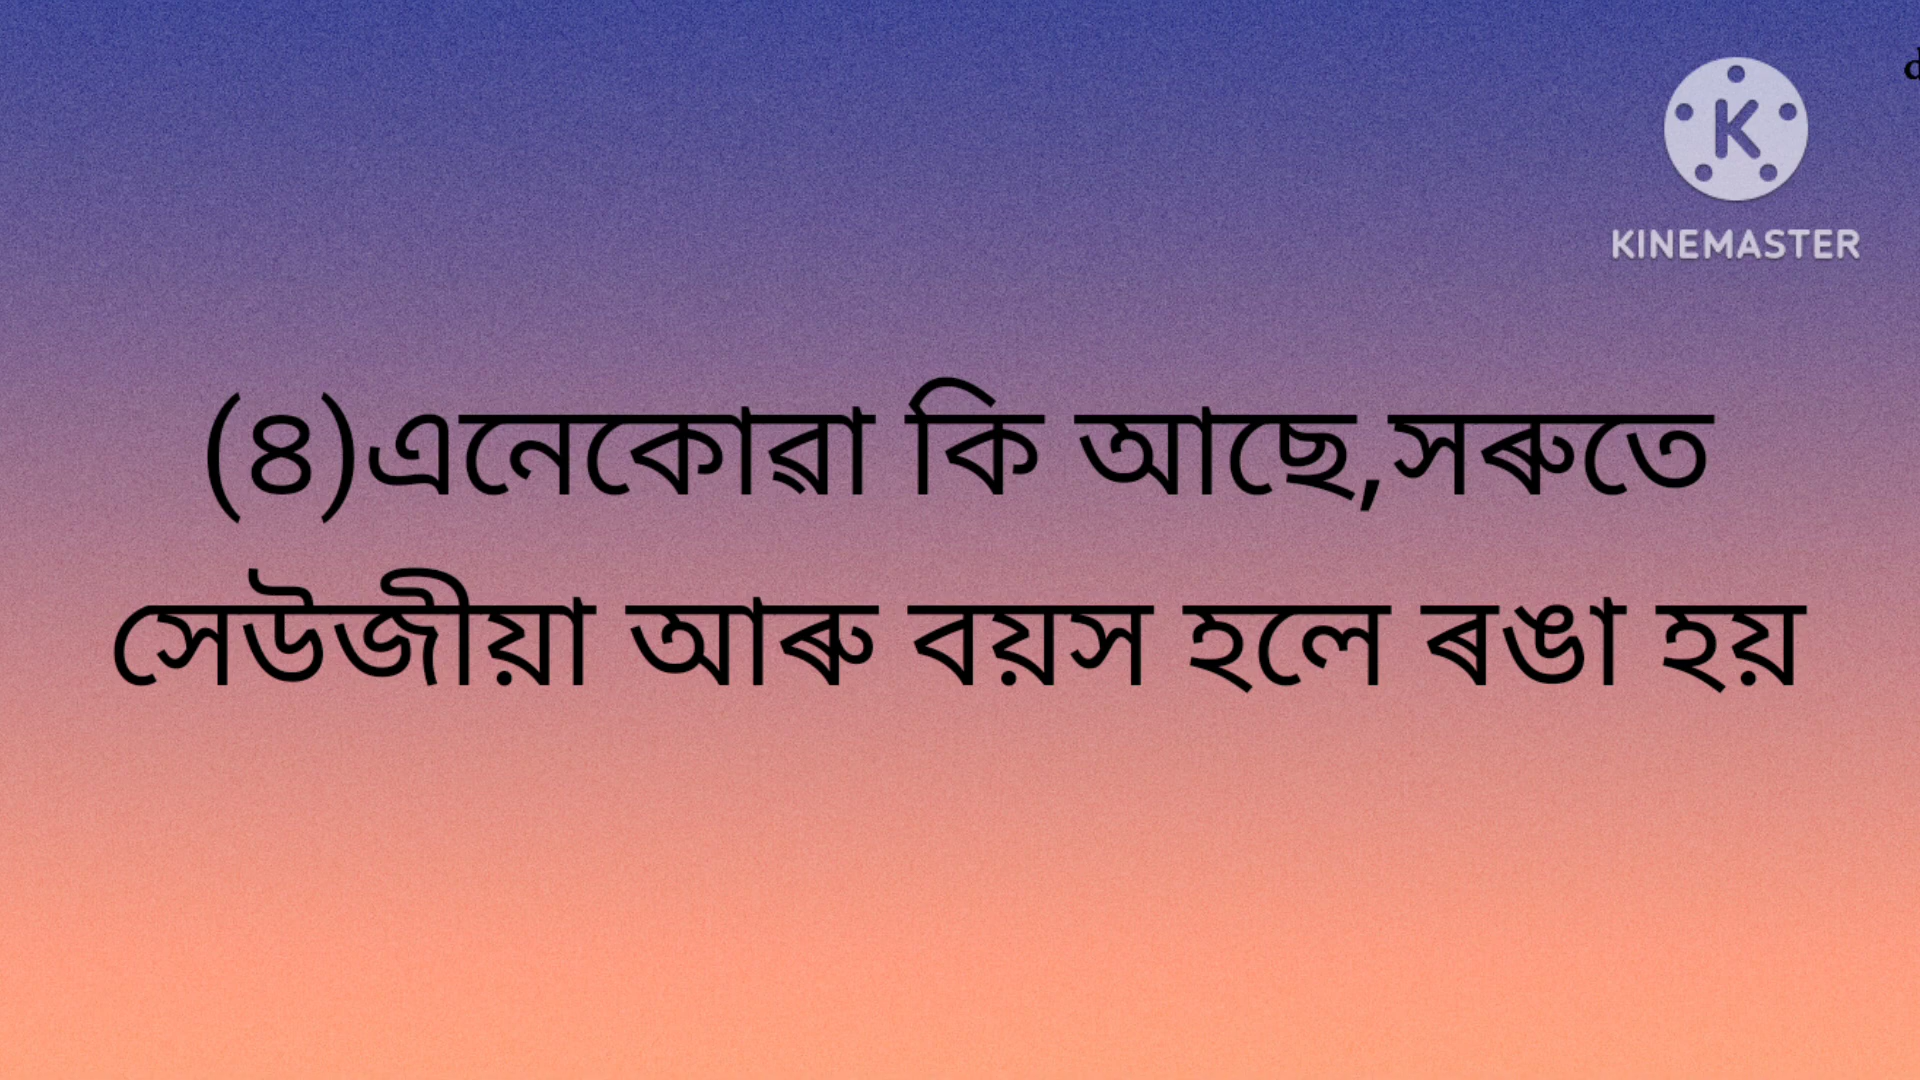 KINEMASTER
(৪)এনেকোৱা কি আছে,সৰুতে
সেউজীয়া আৰু বয়স হলে ৰঙা হয়